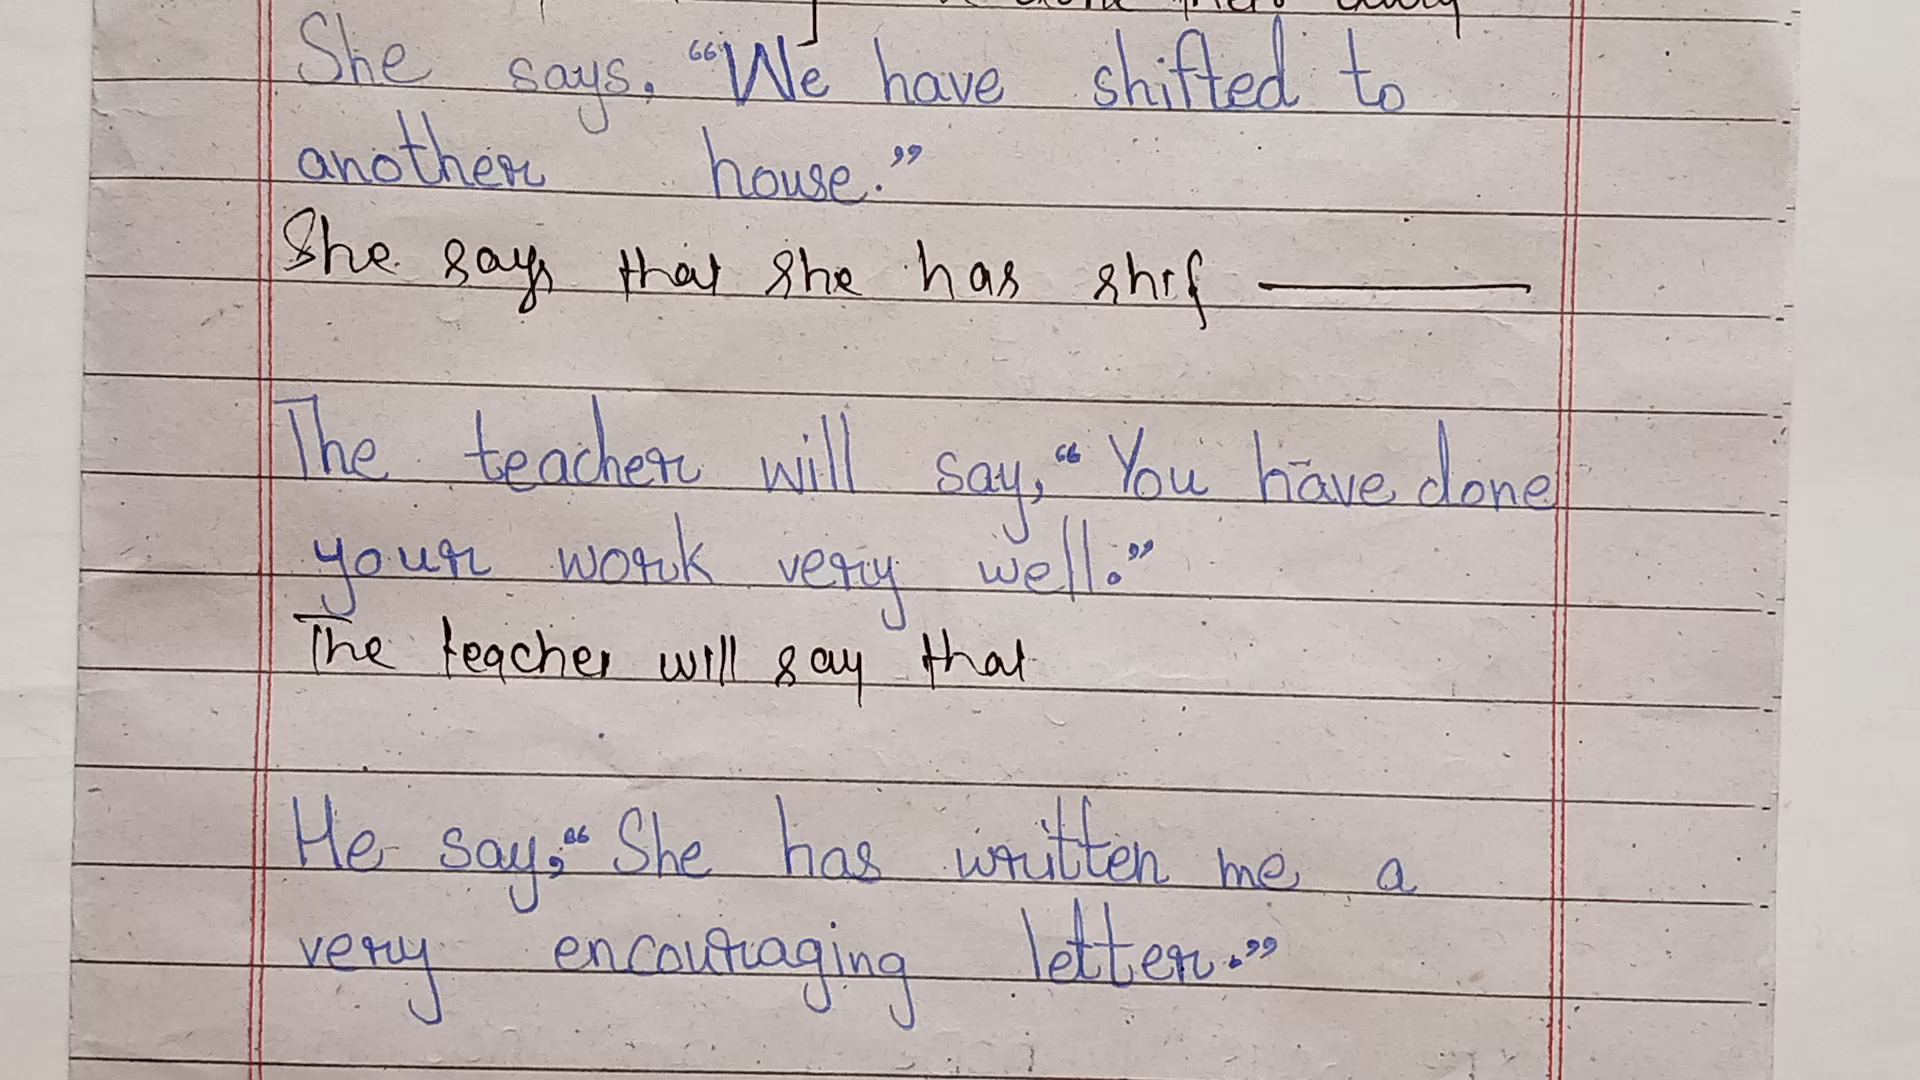 She says. “We have shifted to
another house.”
She says that she has shif
The teacher will say, “You have done
your work very well.”
The teacher will say that
He say, “She has written me a
very encouraging letter.”